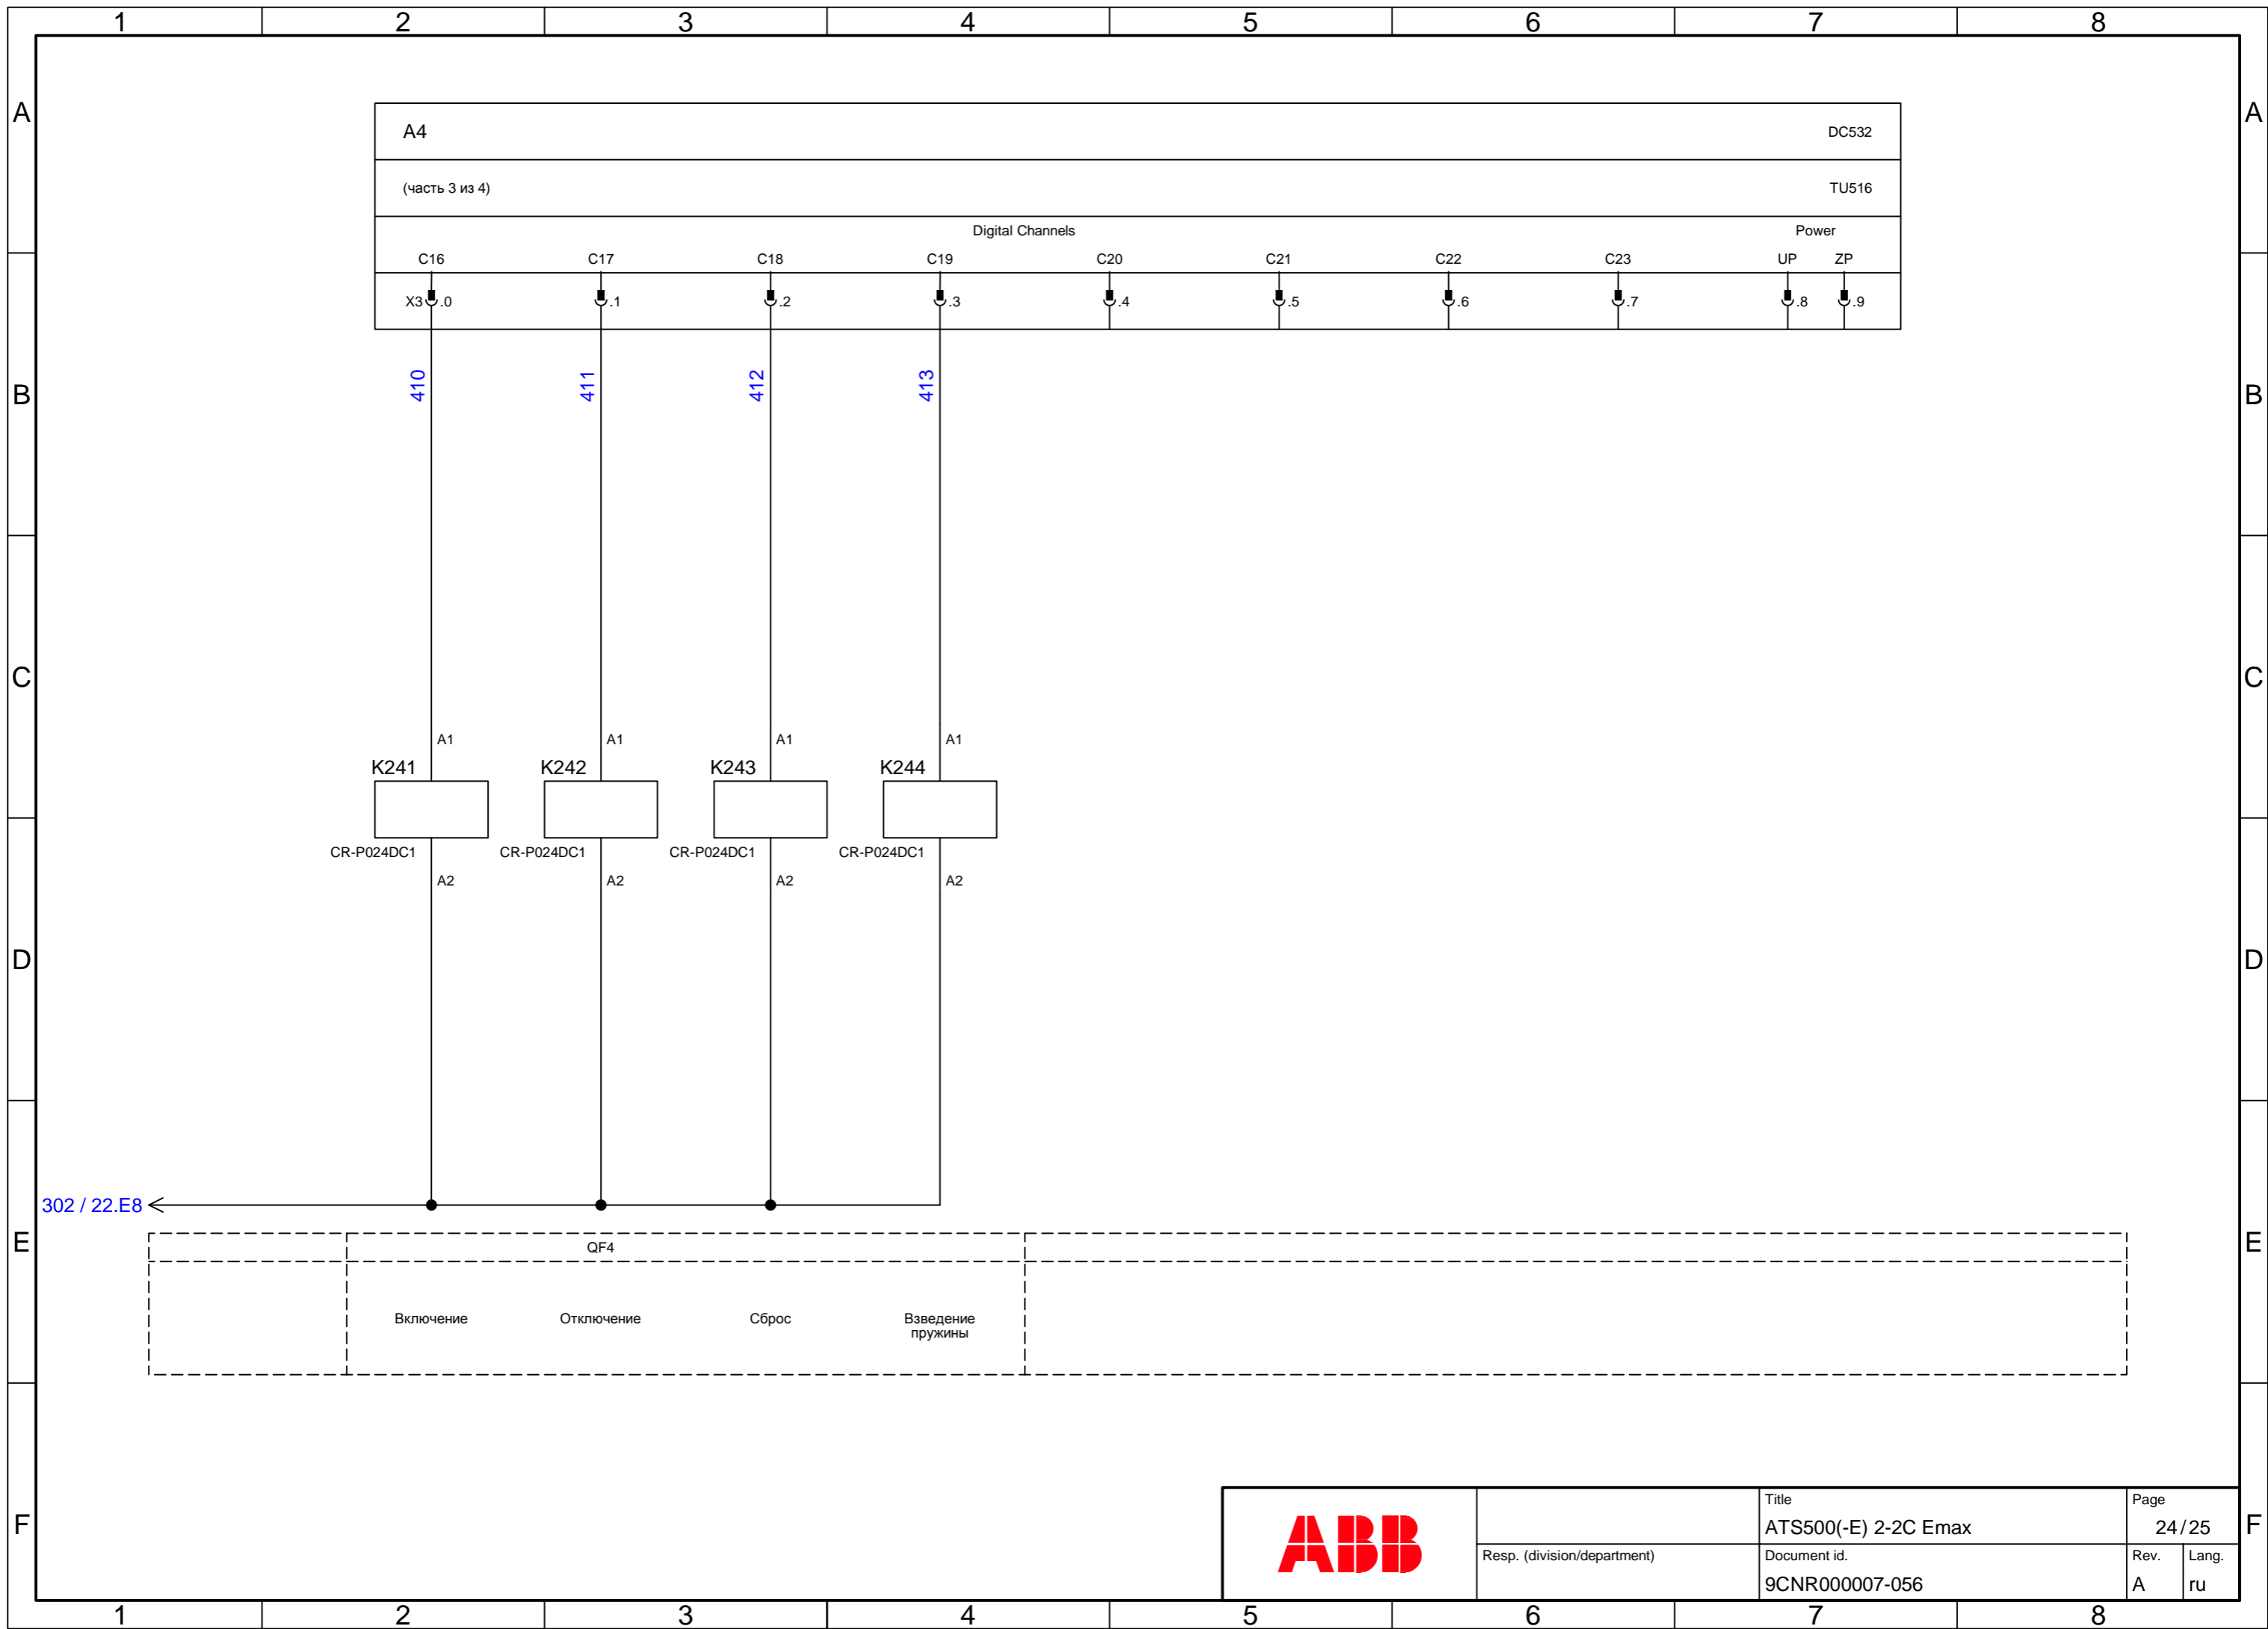 1 2 3 4 5 6 7 8
A A
A4 DC532
(часть 3 из 4) TU516
Digital Channels Power
C16 C17 C18 C19 C20 C21 C22 C23 UP ZP
X3 .0 .1 .2 .3 .4 .5 .6 .7 .8 .9
410 411 412 413
B B
C C
A1 A1 A1 A1
K241 K242 K243 K244
CR-P024DC1 CR-P024DC1 CR-P024DC1 CR-P024DC1
A2 A2 A2 A2
D D
302 / 22.E8
E E
QF4
Включение Отключение Сброс Взведение
пружины
F F
ABB
Title Page
ATS500(-E) 2-2C Emax 24/25
Resp. (division/department) Document id. Rev. Lang.
9CNR000007-056 A ru
1 2 3 4 5 6 7 8